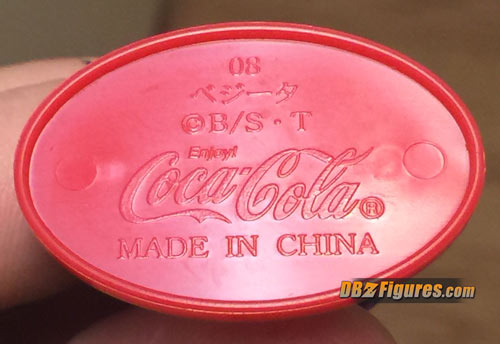 08
ベジータ
©B/S・T
Enjoy!
Coca-Cola®
MADE IN CHINA
DBZFigures.com